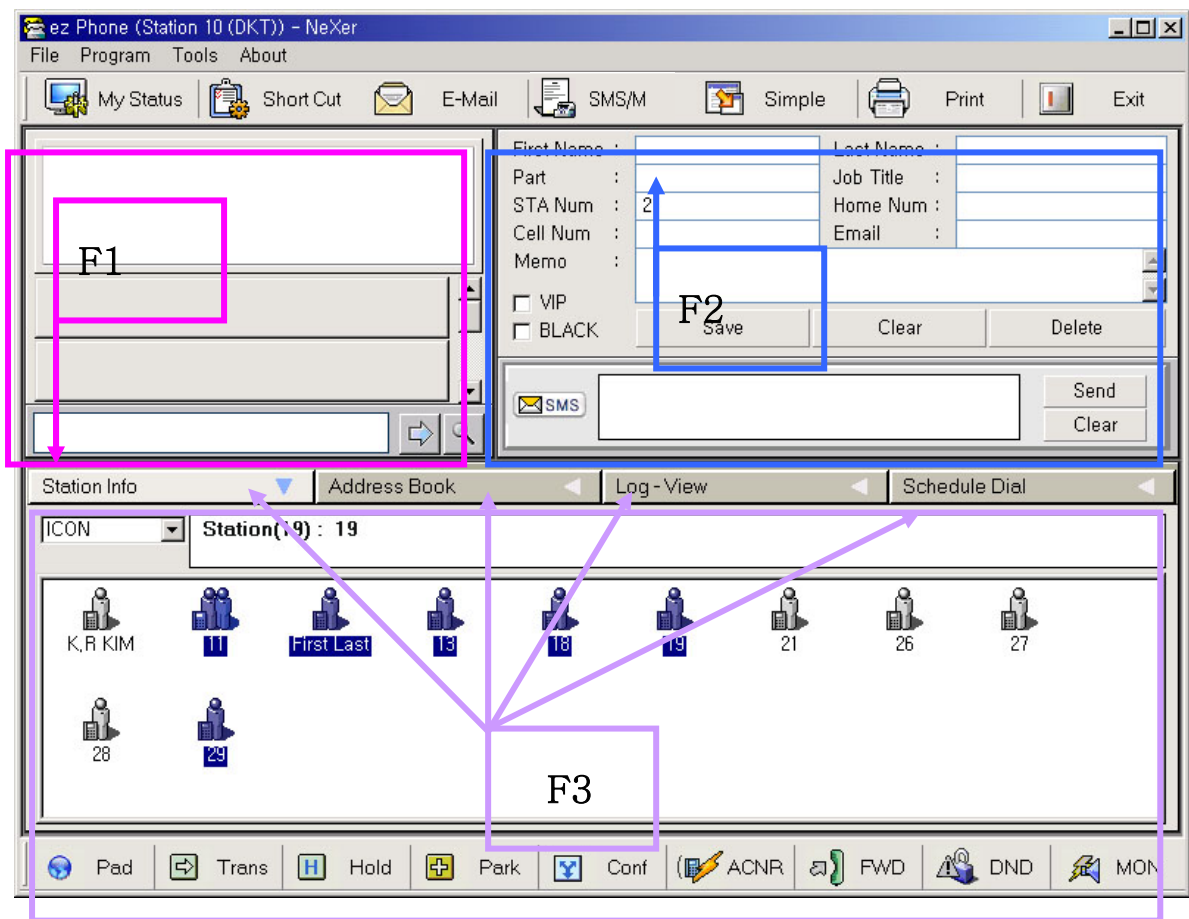 ez Phone (Station 10 (DKT)) - NeXer
File Program Tools About
My Status Short Cut E-Mail SMS/M Simple Print Exit
First Name : Last Name :
Part : Job Title :
STA Num : 2 Home Num :
Cell Num : Email :
Memo :
VIP
BLACK Save Clear Delete
F1
F2
SMS Send
Clear
Station Info Address Book Log-View Schedule Dial
ICON Station(19) : 19
K,R KIM 11 First Last 13 18 19 21 26 27
28 29
F3
Pad Trans H Hold Park Conf ACNR FWD DND MON